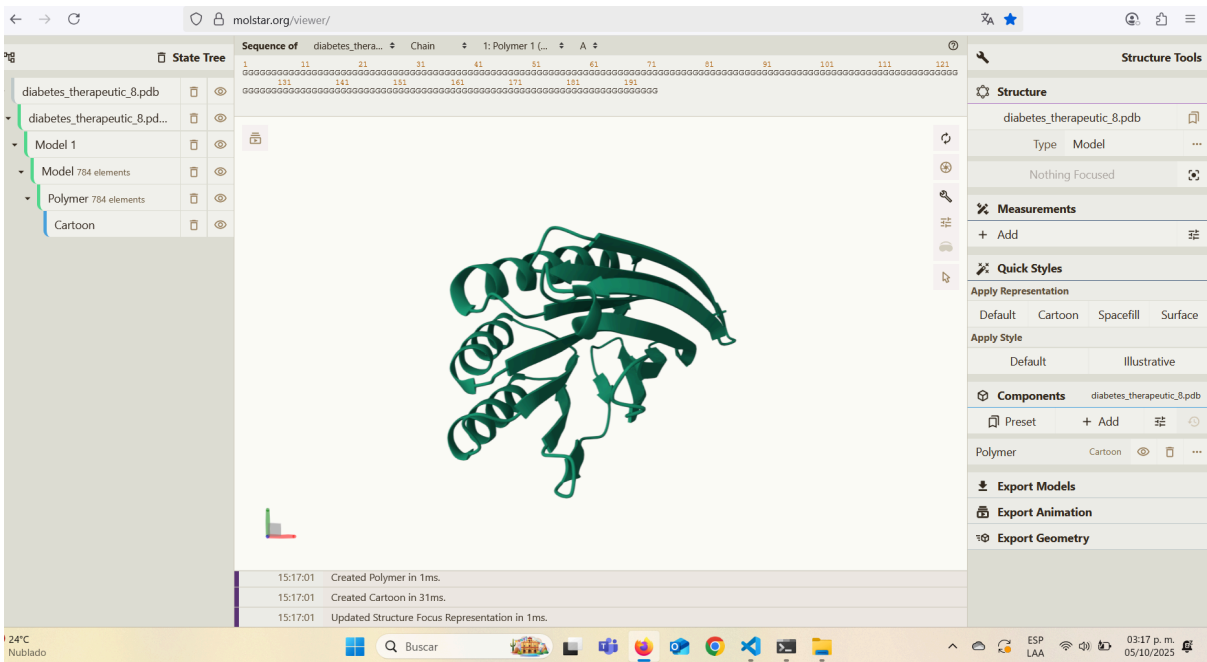 molstar.org/viewer/
State Tree
diabetes_therapeutic_8.pdb
diabetes_therapeutic_8.pd...
Model 1
Model 784 elements
Polymer 784 elements
Cartoon
Sequence of diabetes_thera... Chain 1: Polymer 1 (... A
1 11 21 31 41 51 61 71 81 91 101 111 121
GGGGGGGGGGGGGGGGGGGGGGGGGGGGGGGGGGGGGGGGGGGGGGGGGGGGGGGGGGGGGGGGGGGGGGGGGGGGGGGGGGGGGGGGGGGGGGGGGGGGGGGGGGGGGGGGGGGGGGGGGGG
131 141 151 161 171 181 191
GGGGGGGGGGGGGGGGGGGGGGGGGGGGGGGGGGGGGGGGGGGGGGGGGGGGGGGGGGGGGGGGGGGGGGGG
15:17:01 Created Polymer in 1ms.
15:17:01 Created Cartoon in 31ms.
15:17:01 Updated Structure Focus Representation in 1ms.
Structure Tools
Structure
diabetes_therapeutic_8.pdb
Type Model
Nothing Focused
Measurements
+ Add
Quick Styles
Apply Representation
Default Cartoon Spacefill Surface
Apply Style
Default Illustrative
Components diabetes_therapeutic_8.pdb
Preset + Add
Polymer Cartoon
Export Models
Export Animation
Export Geometry
24°C
Nublado
Buscar
ESP
LAA
03:17 p. m.
05/10/2025